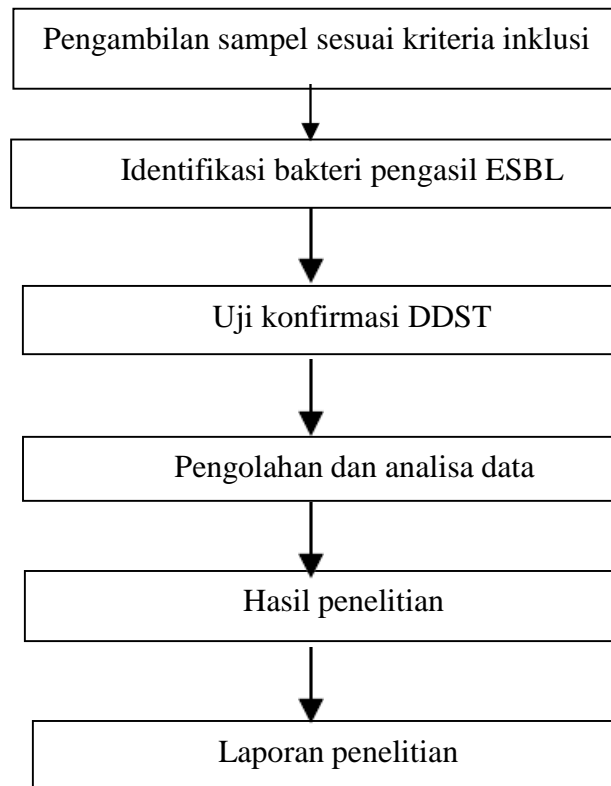 Pengambilan sampel sesuai kriteria inklusi
Identifikasi bakteri pengasil ESBL
Uji konfirmasi DDST
Pengolahan dan analisa data
Hasil penelitian
Laporan penelitian